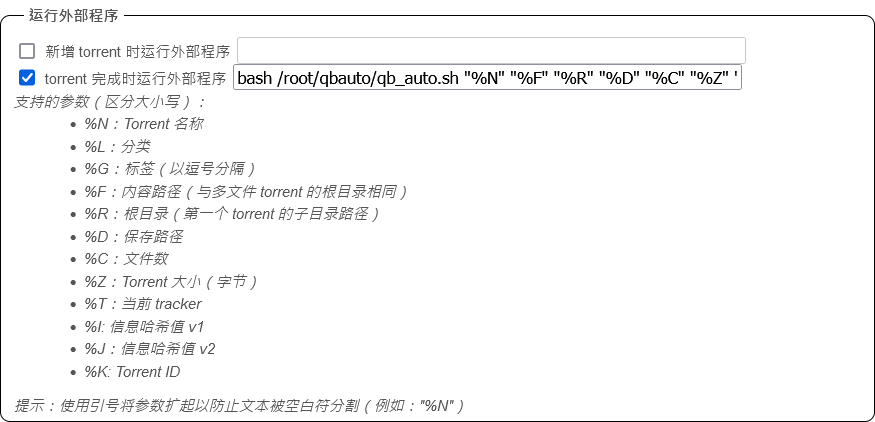 运行外部程序
新增 torrent 时运行外部程序
torrent 完成时运行外部程序 bash /root/qbauto/qb_auto.sh "%N" "%F" "%R" "%D" "%C" "%Z" '
支持的参数（区分大小写）：
• %N：Torrent 名称
• %L：分类
• %G：标签（以逗号分隔）
• %F：内容路径（与多文件 torrent 的根目录相同）
• %R：根目录（第一个 torrent 的子目录路径）
• %D：保存路径
• %C：文件数
• %Z：Torrent 大小（字节）
• %T：当前 tracker
• %I: 信息哈希值 v1
• %J：信息哈希值 v2
• %K: Torrent ID
提示：使用引号将参数扩起以防止文本被空白符分割（例如："%N"）